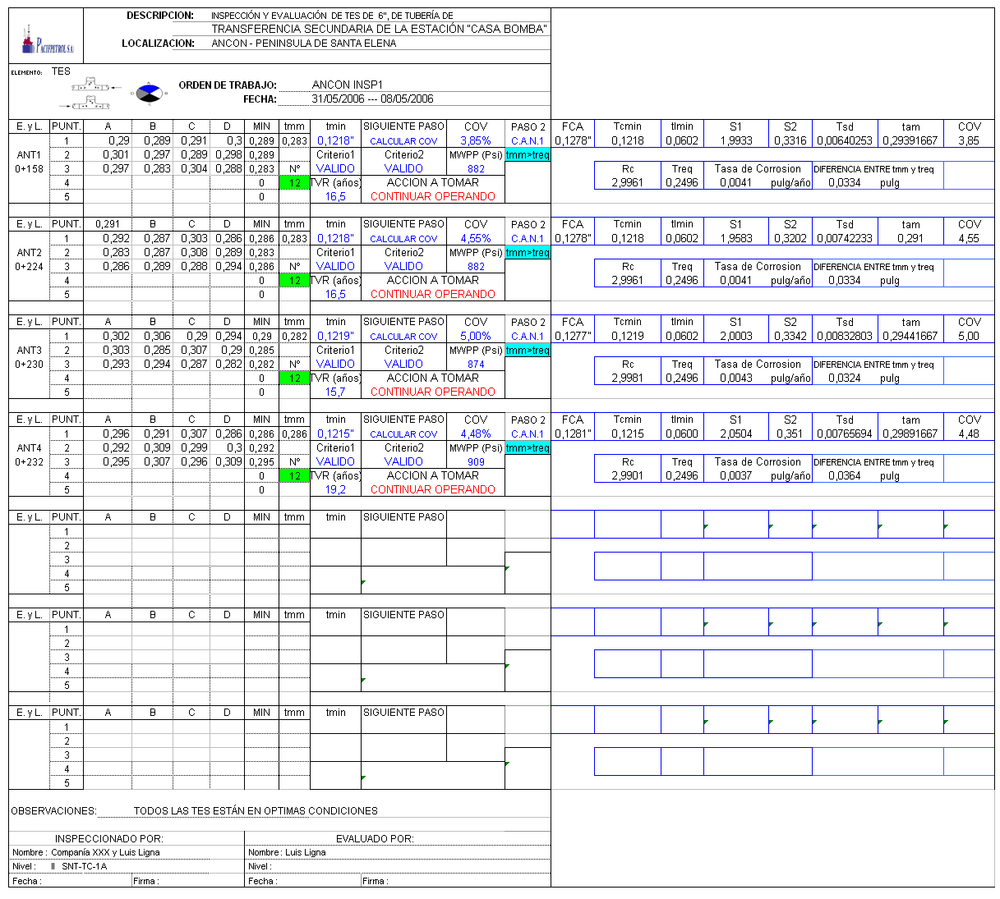 DESCRIPCION: INSPECCIÓN Y EVALUACIÓN DE TES DE 6", DE TUBERÍA DE
TRANSFERENCIA SECUNDARIA DE LA ESTACIÓN "CASA BOMBA"
PACIFPETROL S.A.
LOCALIZACION: ANCON - PENINSULA DE SANTA ELENA
ELEMENTO: TES
ORDEN DE TRABAJO: ANCON INSP1
FECHA: 31/05/2006 --- 08/05/2006
E. y L. PUNT. A B C D MIN tmm tmin SIGUIENTE PASO COV PASO 2 FCA Tcmin tlmin S1 S2 Tsd tam COV
1 0,29 0,289 0,291 0,3 0,289 0,283 0,1218" CALCULAR COV 3,85% C.A.N.1 0,1278" 0,1218 0,0602 1,9933 0,3316 0,00640253 0,29391667 3,85
ANT1 2 0,301 0,297 0,289 0,298 0,289 Criterio1 Criterio2 MWPP (Psi) tmm>treq
0+158 3 0,297 0,283 0,304 0,288 0,283 Nº VALIDO VALIDO 882 Rc Treq Tasa de Corrosion DIFERENCIA ENTRE tmm y treq
4 0 12 TVR (años) ACCION A TOMAR 2,9961 0,2496 0,0041 pulg/año 0,0334 pulg
5 0 16,5 CONTINUAR OPERANDO
E. y L. PUNT. 0,291 B C D MIN tmm tmin SIGUIENTE PASO COV PASO 2 FCA Tcmin tlmin S1 S2 Tsd tam COV
1 0,292 0,287 0,303 0,286 0,286 0,283 0,1218" CALCULAR COV 4,55% C.A.N.1 0,1278" 0,1218 0,0602 1,9583 0,3202 0,00742233 0,291 4,55
ANT2 2 0,283 0,287 0,308 0,289 0,283 Criterio1 Criterio2 MWPP (Psi) tmm>treq
0+224 3 0,286 0,289 0,288 0,294 0,286 Nº VALIDO VALIDO 882 Rc Treq Tasa de Corrosion DIFERENCIA ENTRE tmm y treq
4 0 12 TVR (años) ACCION A TOMAR 2,9961 0,2496 0,0041 pulg/año 0,0334 pulg
5 0 16,5 CONTINUAR OPERANDO
E. y L. PUNT. A B C D MIN tmm tmin SIGUIENTE PASO COV PASO 2 FCA Tcmin tlmin S1 S2 Tsd tam COV
1 0,302 0,306 0,29 0,294 0,29 0,282 0,1219" CALCULAR COV 5,00% C.A.N.1 0,1277" 0,1219 0,0602 2,0003 0,3342 0,00832803 0,29441667 5,00
ANT3 2 0,303 0,285 0,307 0,29 0,285 Criterio1 Criterio2 MWPP (Psi) tmm>treq
0+230 3 0,293 0,294 0,287 0,282 0,282 Nº VALIDO VALIDO 874 Rc Treq Tasa de Corrosion DIFERENCIA ENTRE tmm y treq
4 0 12 TVR (años) ACCION A TOMAR 2,9981 0,2496 0,0043 pulg/año 0,0324 pulg
5 0 15,7 CONTINUAR OPERANDO
E. y L. PUNT. A B C D MIN tmm tmin SIGUIENTE PASO COV PASO 2 FCA Tcmin tlmin S1 S2 Tsd tam COV
1 0,296 0,291 0,307 0,286 0,286 0,286 0,1215" CALCULAR COV 4,48% C.A.N.1 0,1281" 0,1215 0,0600 2,0504 0,351 0,00765694 0,29891667 4,48
ANT4 2 0,292 0,309 0,299 0,3 0,292 Criterio1 Criterio2 MWPP (Psi) tmm>treq
0+232 3 0,295 0,307 0,296 0,309 0,295 Nº VALIDO VALIDO 909 Rc Treq Tasa de Corrosion DIFERENCIA ENTRE tmm y treq
4 0 12 TVR (años) ACCION A TOMAR 2,9901 0,2496 0,0037 pulg/año 0,0364 pulg
5 0 19,2 CONTINUAR OPERANDO
E. y L. PUNT. A B C D MIN tmm tmin SIGUIENTE PASO
1
2
3
4
5
E. y L. PUNT. A B C D MIN tmm tmin SIGUIENTE PASO
1
2
3
4
5
E. y L. PUNT. A B C D MIN tmm tmin SIGUIENTE PASO
1
2
3
4
5
OBSERVACIONES: TODOS LAS TES ESTÁN EN OPTIMAS CONDICIONES
INSPECCIONADO POR: EVALUADO POR:
Nombre : Companía XXX y Luis Ligna Nombre : Luis Ligna
Nivel : II SNT-TC-1A Nivel :
Fecha : Firma : Fecha : Firma :